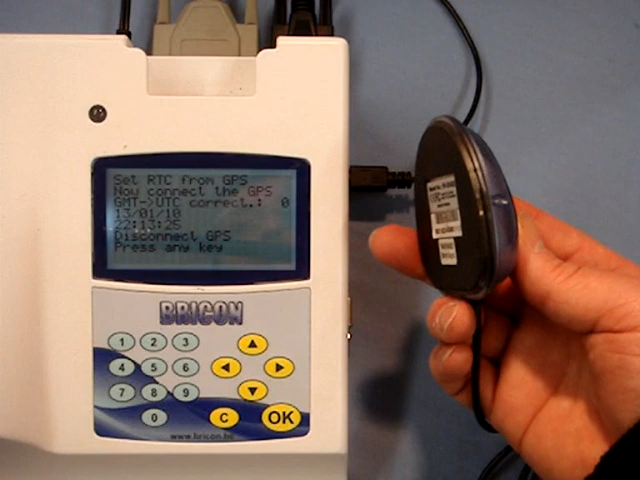 Set RTC from GPS
Now connect the GPS
GMT->UTC correct.: 0
13/01/10
22:13:25
Disconnect GPS
Press any key
BRICON
1 2 3
4 5 6
7 8 9
0 C OK
www.bricon.be